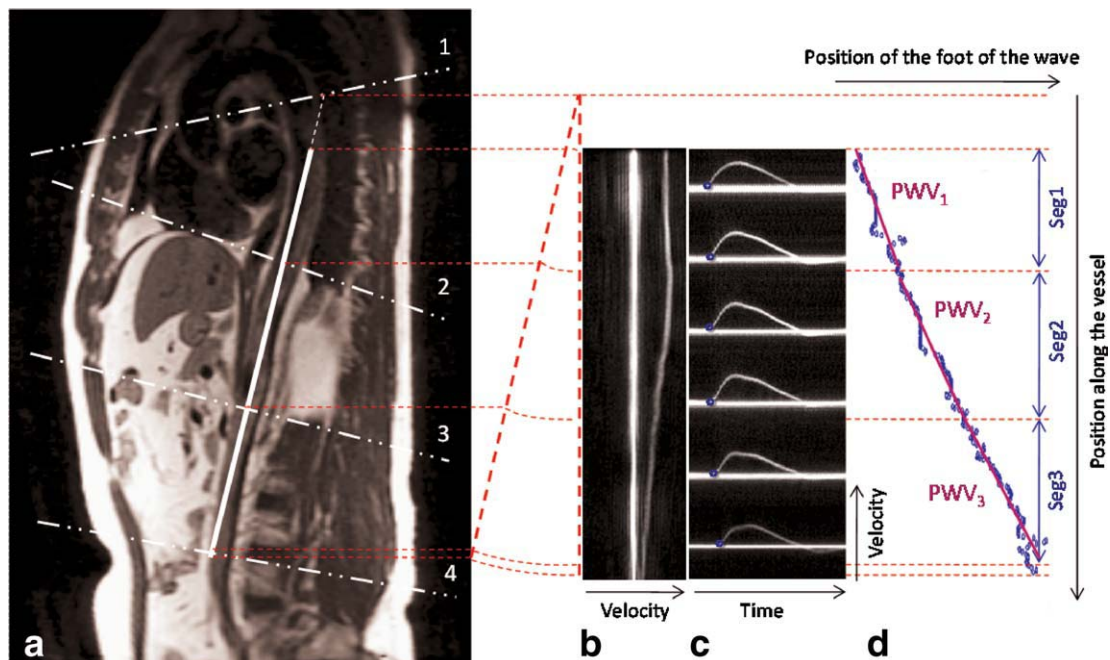 1
2
3
4
a
Velocity
b
Time
Velocity
c
Position of the foot of the wave
PWV1
PWV2
PWV3
Seg1
Seg2
Seg3
Position along the vessel
d